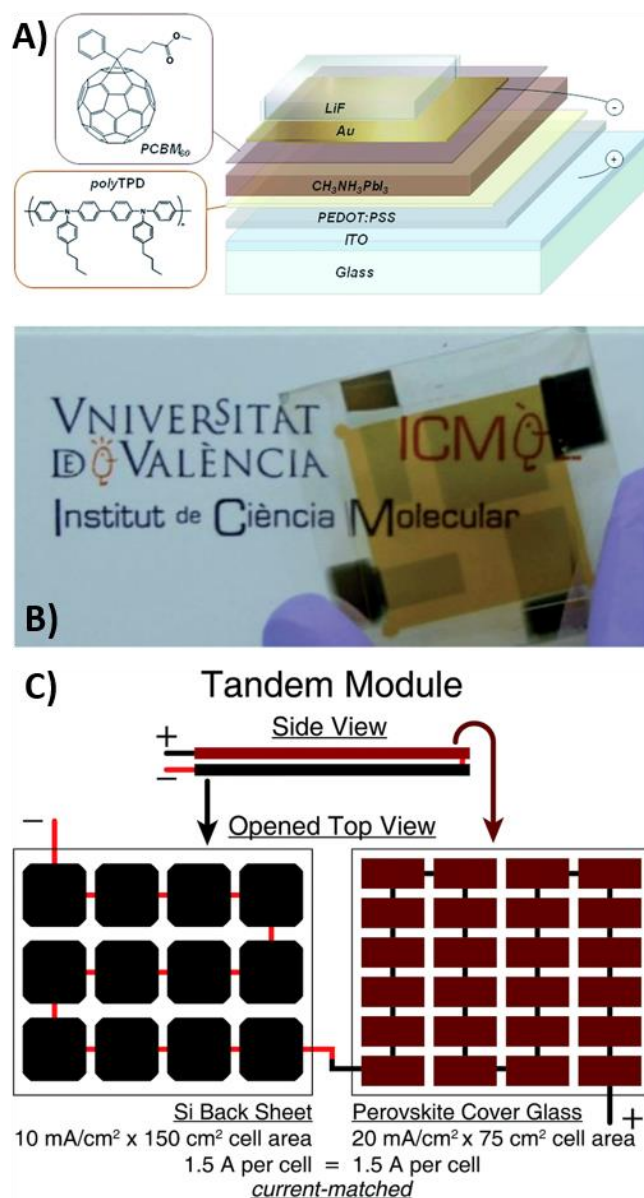 A)
PCBM60
polyTPD
N
N
n
O
O
LiF
Au
-
CH3NH3PbI3
+
PEDOT:PSS
ITO
Glass
VNIVERSITAT
DE VALÈNCIA
ICMOL
Institut de Ciència Molecular
B)
C)
Tandem Module
Side View
+
−
Opened Top View
−
+
Si Back Sheet
Perovskite Cover Glass
10 mA/cm² x 150 cm² cell area
20 mA/cm² x 75 cm² cell area
1.5 A per cell = 1.5 A per cell
current-matched